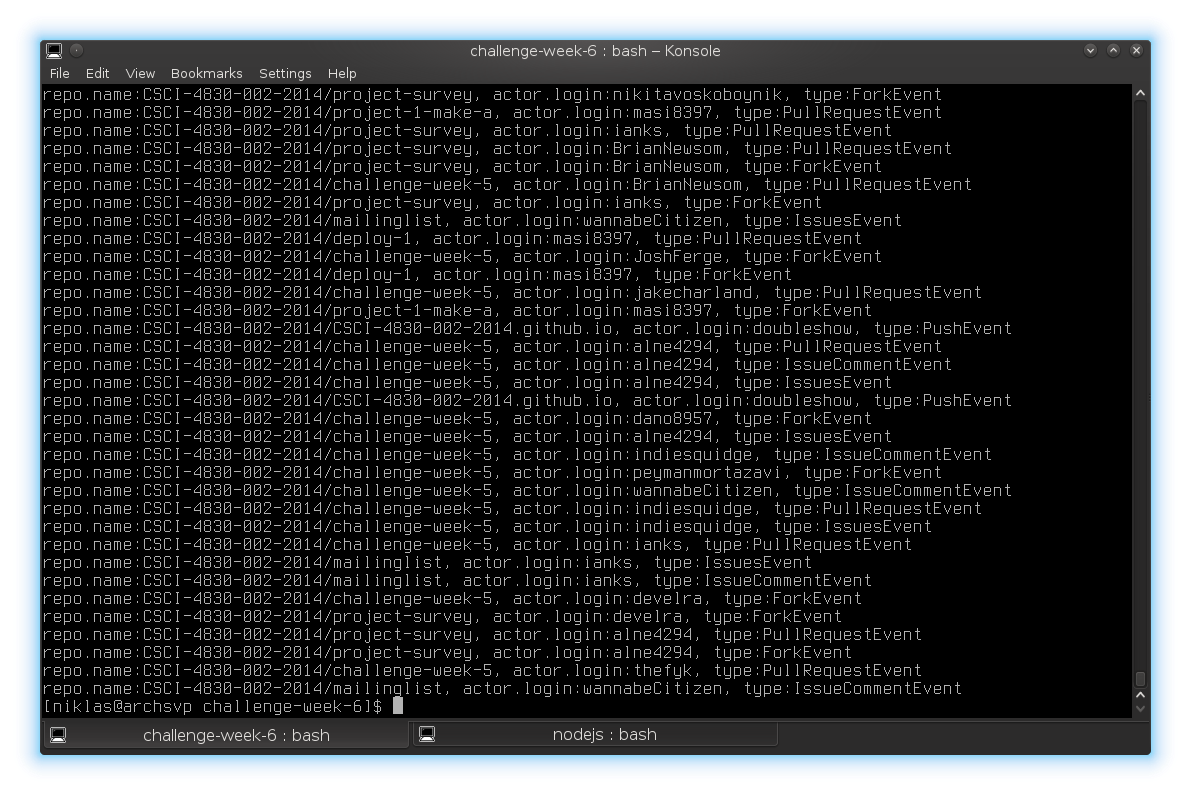 challenge-week-6 : bash – Konsole
File Edit View Bookmarks Settings Help
repo.name:CSCI-4830-002-2014/project-survey, actor.login:nikitavoskoboynik, type:ForkEvent
repo.name:CSCI-4830-002-2014/project-1-make-a, actor.login:masi8397, type:PullRequestEvent
repo.name:CSCI-4830-002-2014/project-survey, actor.login:ianks, type:PullRequestEvent
repo.name:CSCI-4830-002-2014/project-survey, actor.login:BrianNewsom, type:PullRequestEvent
repo.name:CSCI-4830-002-2014/project-survey, actor.login:BrianNewsom, type:ForkEvent
repo.name:CSCI-4830-002-2014/challenge-week-5, actor.login:BrianNewsom, type:PullRequestEvent
repo.name:CSCI-4830-002-2014/project-survey, actor.login:ianks, type:ForkEvent
repo.name:CSCI-4830-002-2014/mailinglist, actor.login:wannabeCitizen, type:IssuesEvent
repo.name:CSCI-4830-002-2014/deploy-1, actor.login:masi8397, type:PullRequestEvent
repo.name:CSCI-4830-002-2014/challenge-week-5, actor.login:JoshFerge, type:ForkEvent
repo.name:CSCI-4830-002-2014/deploy-1, actor.login:masi8397, type:ForkEvent
repo.name:CSCI-4830-002-2014/challenge-week-5, actor.login:jakecharland, type:PullRequestEvent
repo.name:CSCI-4830-002-2014/project-1-make-a, actor.login:masi8397, type:ForkEvent
repo.name:CSCI-4830-002-2014/CSCI-4830-002-2014.github.io, actor.login:doubleshow, type:PushEvent
repo.name:CSCI-4830-002-2014/challenge-week-5, actor.login:alne4294, type:PullRequestEvent
repo.name:CSCI-4830-002-2014/challenge-week-5, actor.login:alne4294, type:IssueCommentEvent
repo.name:CSCI-4830-002-2014/challenge-week-5, actor.login:alne4294, type:IssuesEvent
repo.name:CSCI-4830-002-2014/CSCI-4830-002-2014.github.io, actor.login:doubleshow, type:PushEvent
repo.name:CSCI-4830-002-2014/challenge-week-5, actor.login:dano8957, type:ForkEvent
repo.name:CSCI-4830-002-2014/challenge-week-5, actor.login:alne4294, type:IssuesEvent
repo.name:CSCI-4830-002-2014/challenge-week-5, actor.login:indiesquidge, type:IssueCommentEvent
repo.name:CSCI-4830-002-2014/challenge-week-5, actor.login:peymanmortazavi, type:ForkEvent
repo.name:CSCI-4830-002-2014/challenge-week-5, actor.login:wannabeCitizen, type:IssueCommentEvent
repo.name:CSCI-4830-002-2014/challenge-week-5, actor.login:indiesquidge, type:PullRequestEvent
repo.name:CSCI-4830-002-2014/challenge-week-5, actor.login:indiesquidge, type:IssuesEvent
repo.name:CSCI-4830-002-2014/challenge-week-5, actor.login:ianks, type:PullRequestEvent
repo.name:CSCI-4830-002-2014/mailinglist, actor.login:ianks, type:IssuesEvent
repo.name:CSCI-4830-002-2014/mailinglist, actor.login:ianks, type:IssueCommentEvent
repo.name:CSCI-4830-002-2014/challenge-week-5, actor.login:develra, type:ForkEvent
repo.name:CSCI-4830-002-2014/project-survey, actor.login:develra, type:ForkEvent
repo.name:CSCI-4830-002-2014/project-survey, actor.login:alne4294, type:PullRequestEvent
repo.name:CSCI-4830-002-2014/project-survey, actor.login:alne4294, type:ForkEvent
repo.name:CSCI-4830-002-2014/challenge-week-5, actor.login:thefyk, type:PullRequestEvent
repo.name:CSCI-4830-002-2014/mailinglist, actor.login:wannabeCitizen, type:IssueCommentEvent
[niklas@archsvp challenge-week-6]$
challenge-week-6 : bash nodejs : bash